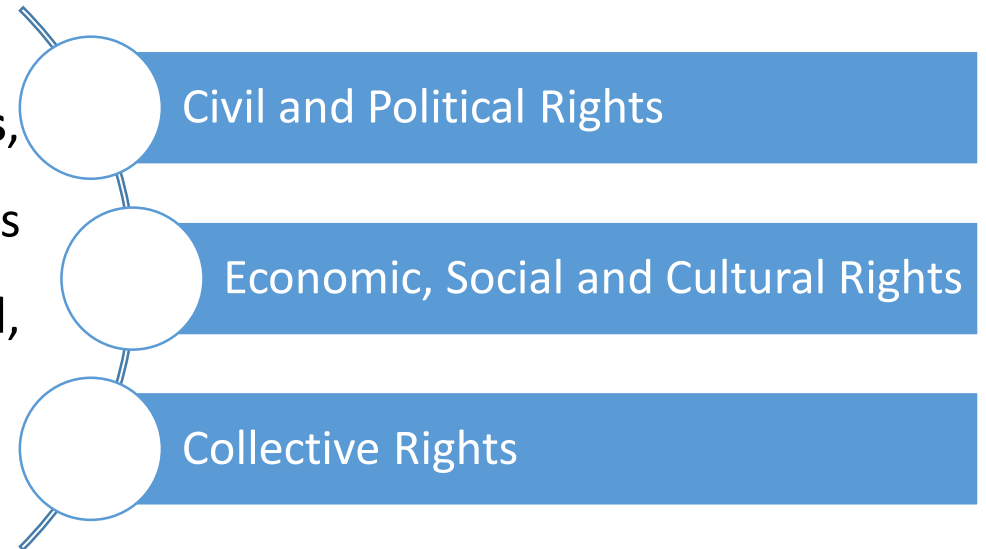 Civil and Political Rights
s,
s
Economic, Social and Cultural Rights
Collective Rights